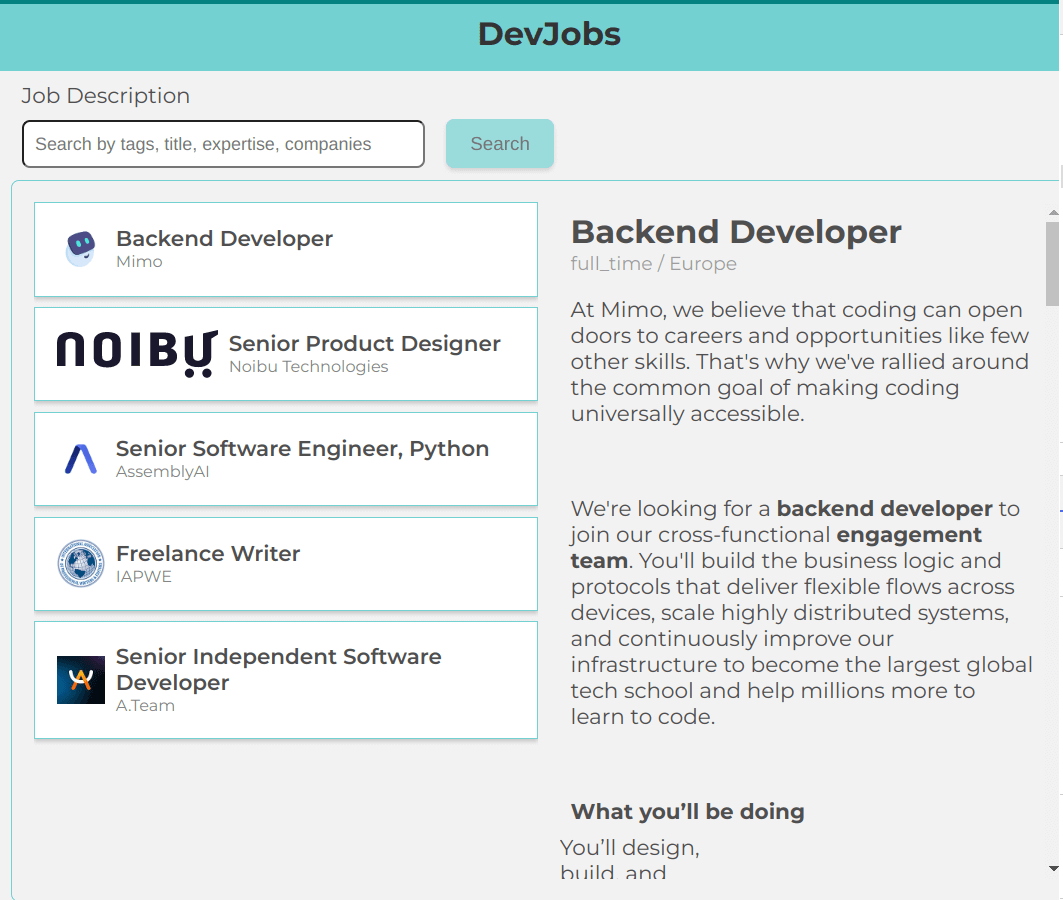 DevJobs
Job Description
Search by tags, title, expertise, companies
Search
Backend Developer
Mimo
NOIBU
Senior Product Designer
Noibu Technologies
Senior Software Engineer, Python
AssemblyAI
Freelance Writer
IAPWE
Senior Independent Software
Developer
A.Team
Backend Developer
full_time / Europe
At Mimo, we believe that coding can open
doors to careers and opportunities like few
other skills. That's why we've rallied around
the common goal of making coding
universally accessible.
We're looking for a backend developer to
join our cross-functional engagement
team. You'll build the business logic and
protocols that deliver flexible flows across
devices, scale highly distributed systems,
and continuously improve our
infrastructure to become the largest global
tech school and help millions more to
learn to code.
What you’ll be doing
You’ll design,
build, and